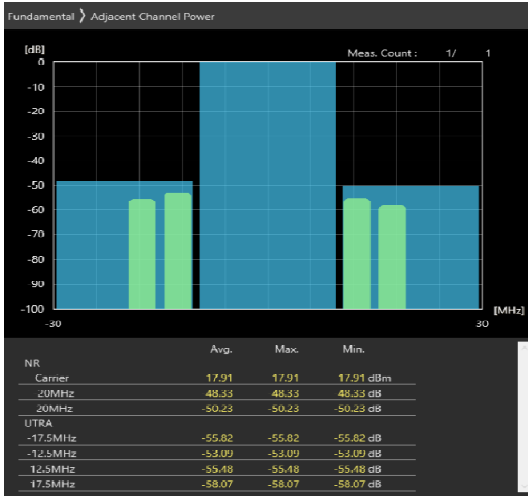 Fundamental ❯ Adjacent Channel Power
[dB] Meas. Count : 1/ 1
0
-10
-20
-30
-40
-50
-60
-70
-80
90
-100
[MHz]
-30 30
Avg. Max. Min.
NR
Carrier 17.91 17.91 17.91 dBm
20MHz 48.33 48.33 48.33 dB
20MHz -50.23 -50.23 -50.23 dB
UTRA
-17.5MHz -55.82 -55.82 -55.82 dB
-12.5MHz -53.09 -53.09 -53.09 dB
12.5MHz -55.48 -55.48 -55.48 dB
17.5MHz -58.07 -58.07 -58.07 dB